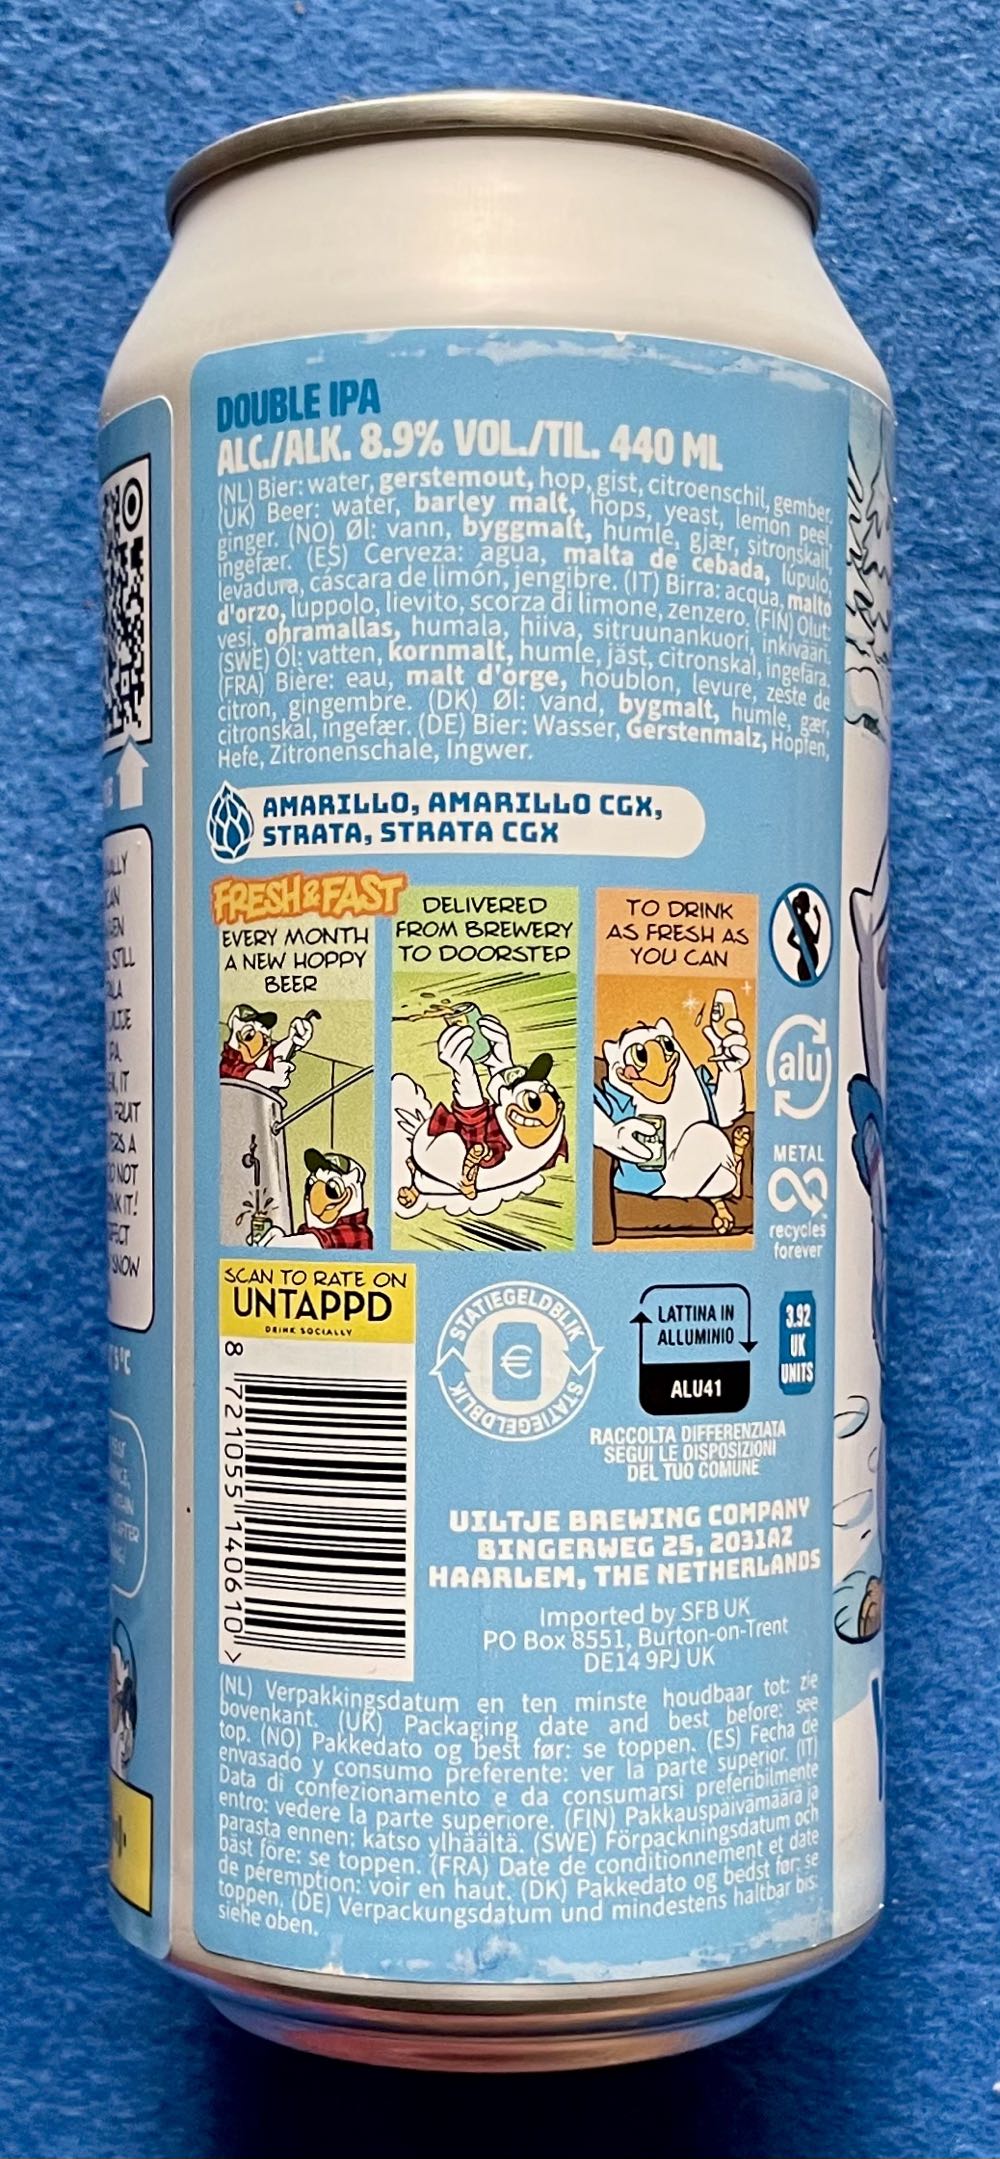 DOUBLE IPA
ALC./ALK. 8.9% VOL./TIL. 440 ML
(NL) Bier: water, gerstemout, hop, gist, citroenschil, gember.
(UK) Beer: water, barley malt, hops, yeast, lemon peel,
ginger. (NO) Øl: vann, byggmalt, humle, gjær, sitronskall,
ingefær. (ES) Cerveza: agua, malta de cebada, lúpulo,
levadura, cáscara de limón, jengibre. (IT) Birra: acqua, malto
d'orzo, luppolo, lievito, scorza di limone, zenzero. (FIN) Olut:
vesi, ohramallas, humala, hiiva, sitruunankuori, inkivääri.
(SWE) Öl: vatten, kornmalt, humle, jäst, citronskal, ingefära.
(FRA) Bière: eau, malt d'orge, houblon, levure, zeste de
citron, gingembre. (DK) Øl: vand, bygmalt, humle, gær,
citronskal, ingefær. (DE) Bier: Wasser, Gerstenmalz, Hopfen,
Hefe, Zitronenschale, Ingwer.
AMARILLO, AMARILLO CGX,
STRATA, STRATA CGX
FRESH&FAST
EVERY MONTH
A NEW HOPPY
BEER
DELIVERED
FROM BREWERY
TO DOORSTEP
TO DRINK
AS FRESH AS
YOU CAN
alu
METAL
recycles
forever
SCAN TO RATE ON
UNTAPPD
DRINK SOCIALLY
8 721055 140610 >
STATIEGELDBLIK
€
STATIEGELDBLIK
LATTINA IN
ALLUMINIO
ALU41
3.92
UK
UNITS
RACCOLTA DIFFERENZIATA
SEGUI LE DISPOSIZIONI
DEL TUO COMUNE
UILTJE BREWING COMPANY
BINGERWEG 25, 2031AZ
HAARLEM, THE NETHERLANDS
Imported by SFB UK
PO Box 8551, Burton-on-Trent
DE14 9PJ UK
(NL) Verpakkingsdatum en ten minste houdbaar tot: zie
bovenkant. (UK) Packaging date and best before: see
top. (NO) Pakkedato og best før: se toppen. (ES) Fecha de
envasado y consumo preferente: ver la parte superior. (IT)
Data di confezionamento e da consumarsi preferibilmente
entro: vedere la parte superiore. (FIN) Pakkauspäivämäärä ja
parasta ennen: katso ylhäältä. (SWE) Förpackningsdatum och
bäst före: se toppen. (FRA) Date de conditionnement et date
de péremption: voir en haut. (DK) Pakkedato og bedst før: se
toppen. (DE) Verpackungsdatum und mindestens haltbar bis:
siehe oben.
STILL
FRUIT
NOT
SNOW
5°C
AFTER